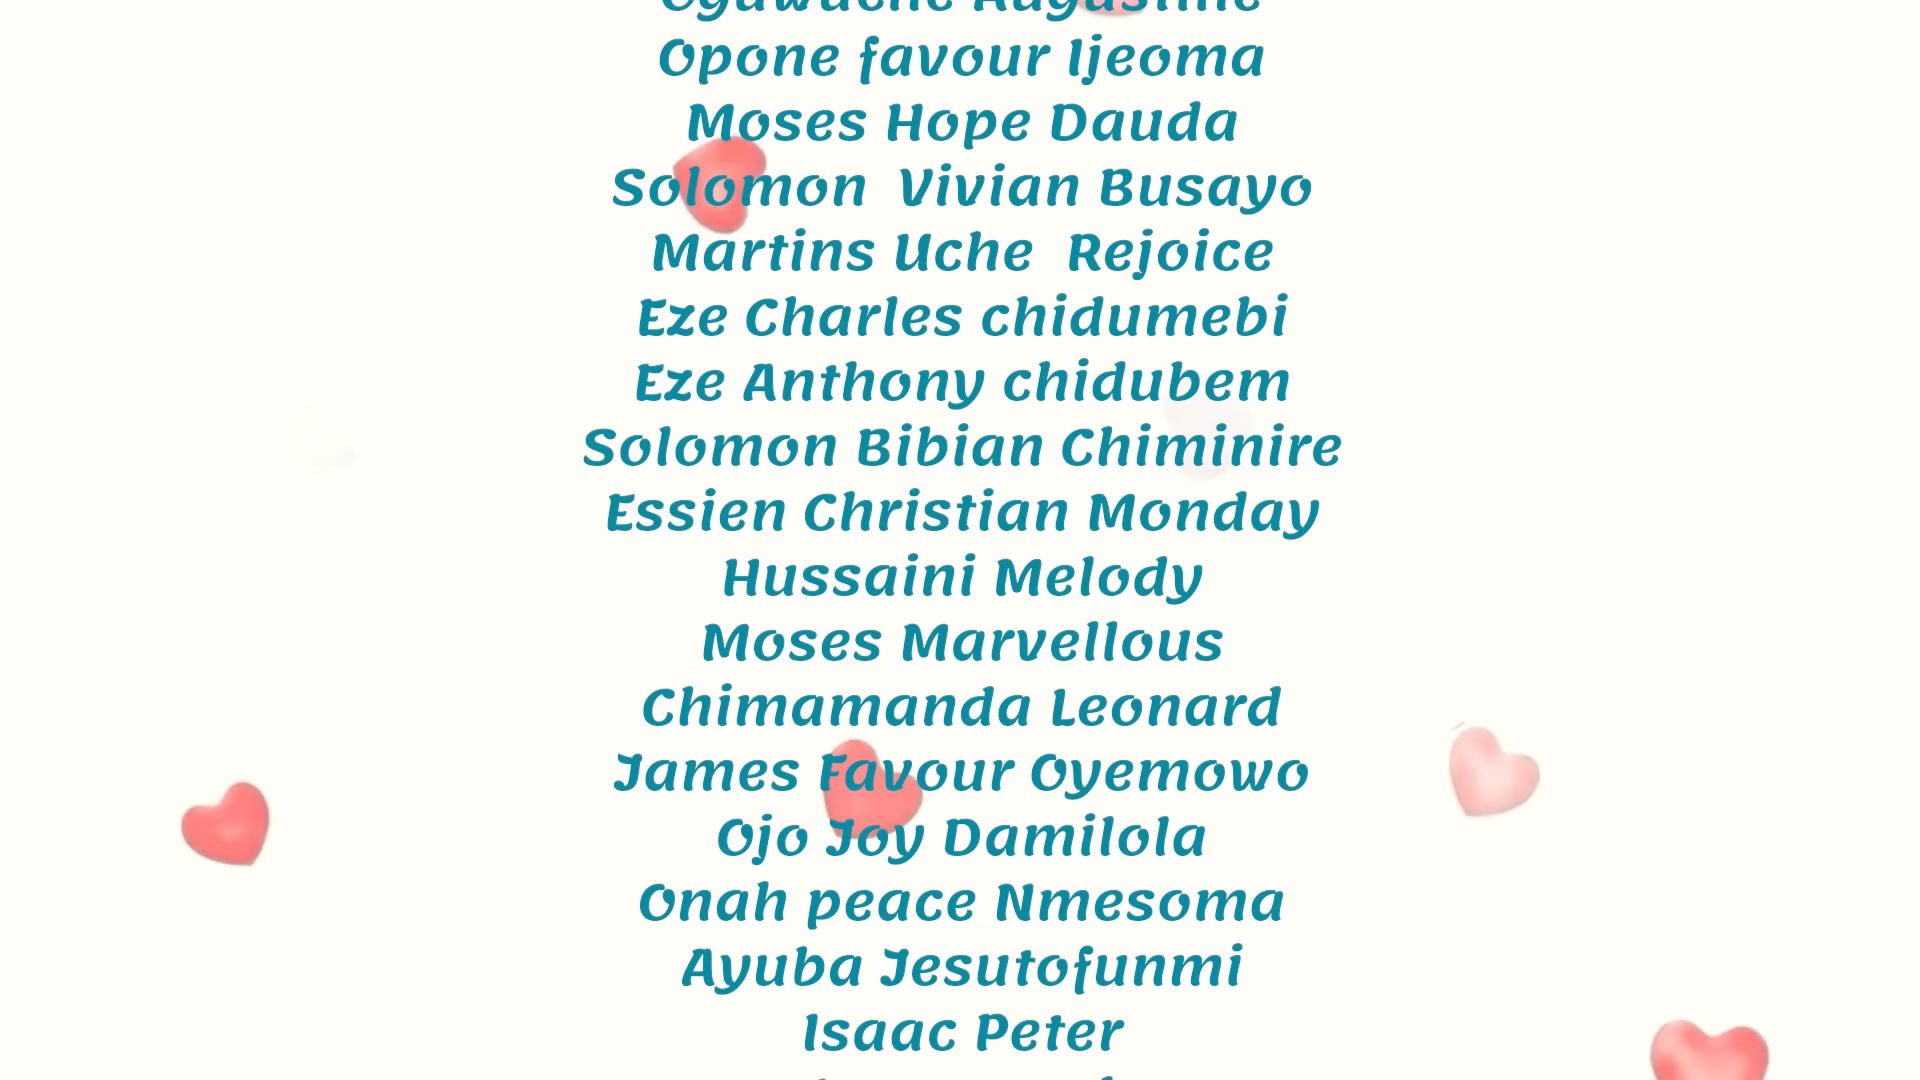 Opone favour Ijeoma
Moses Hope Dauda
Solomon  Vivian Busayo
Martins Uche  Rejoice
Eze Charles chidumebi
Eze Anthony chidubem
Solomon Bibian Chiminire
Essien Christian Monday
Hussaini Melody
Moses Marvellous
Chimamanda Leonard
James Favour Oyemowo
Ojo Joy Damilola
Onah peace Nmesoma
Ayuba Jesutofunmi
Isaac Peter